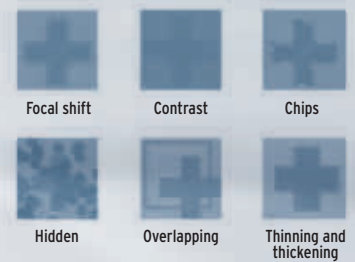 Focal shift
Contrast
Chips
Hidden
Overlapping
Thinning and
thickening